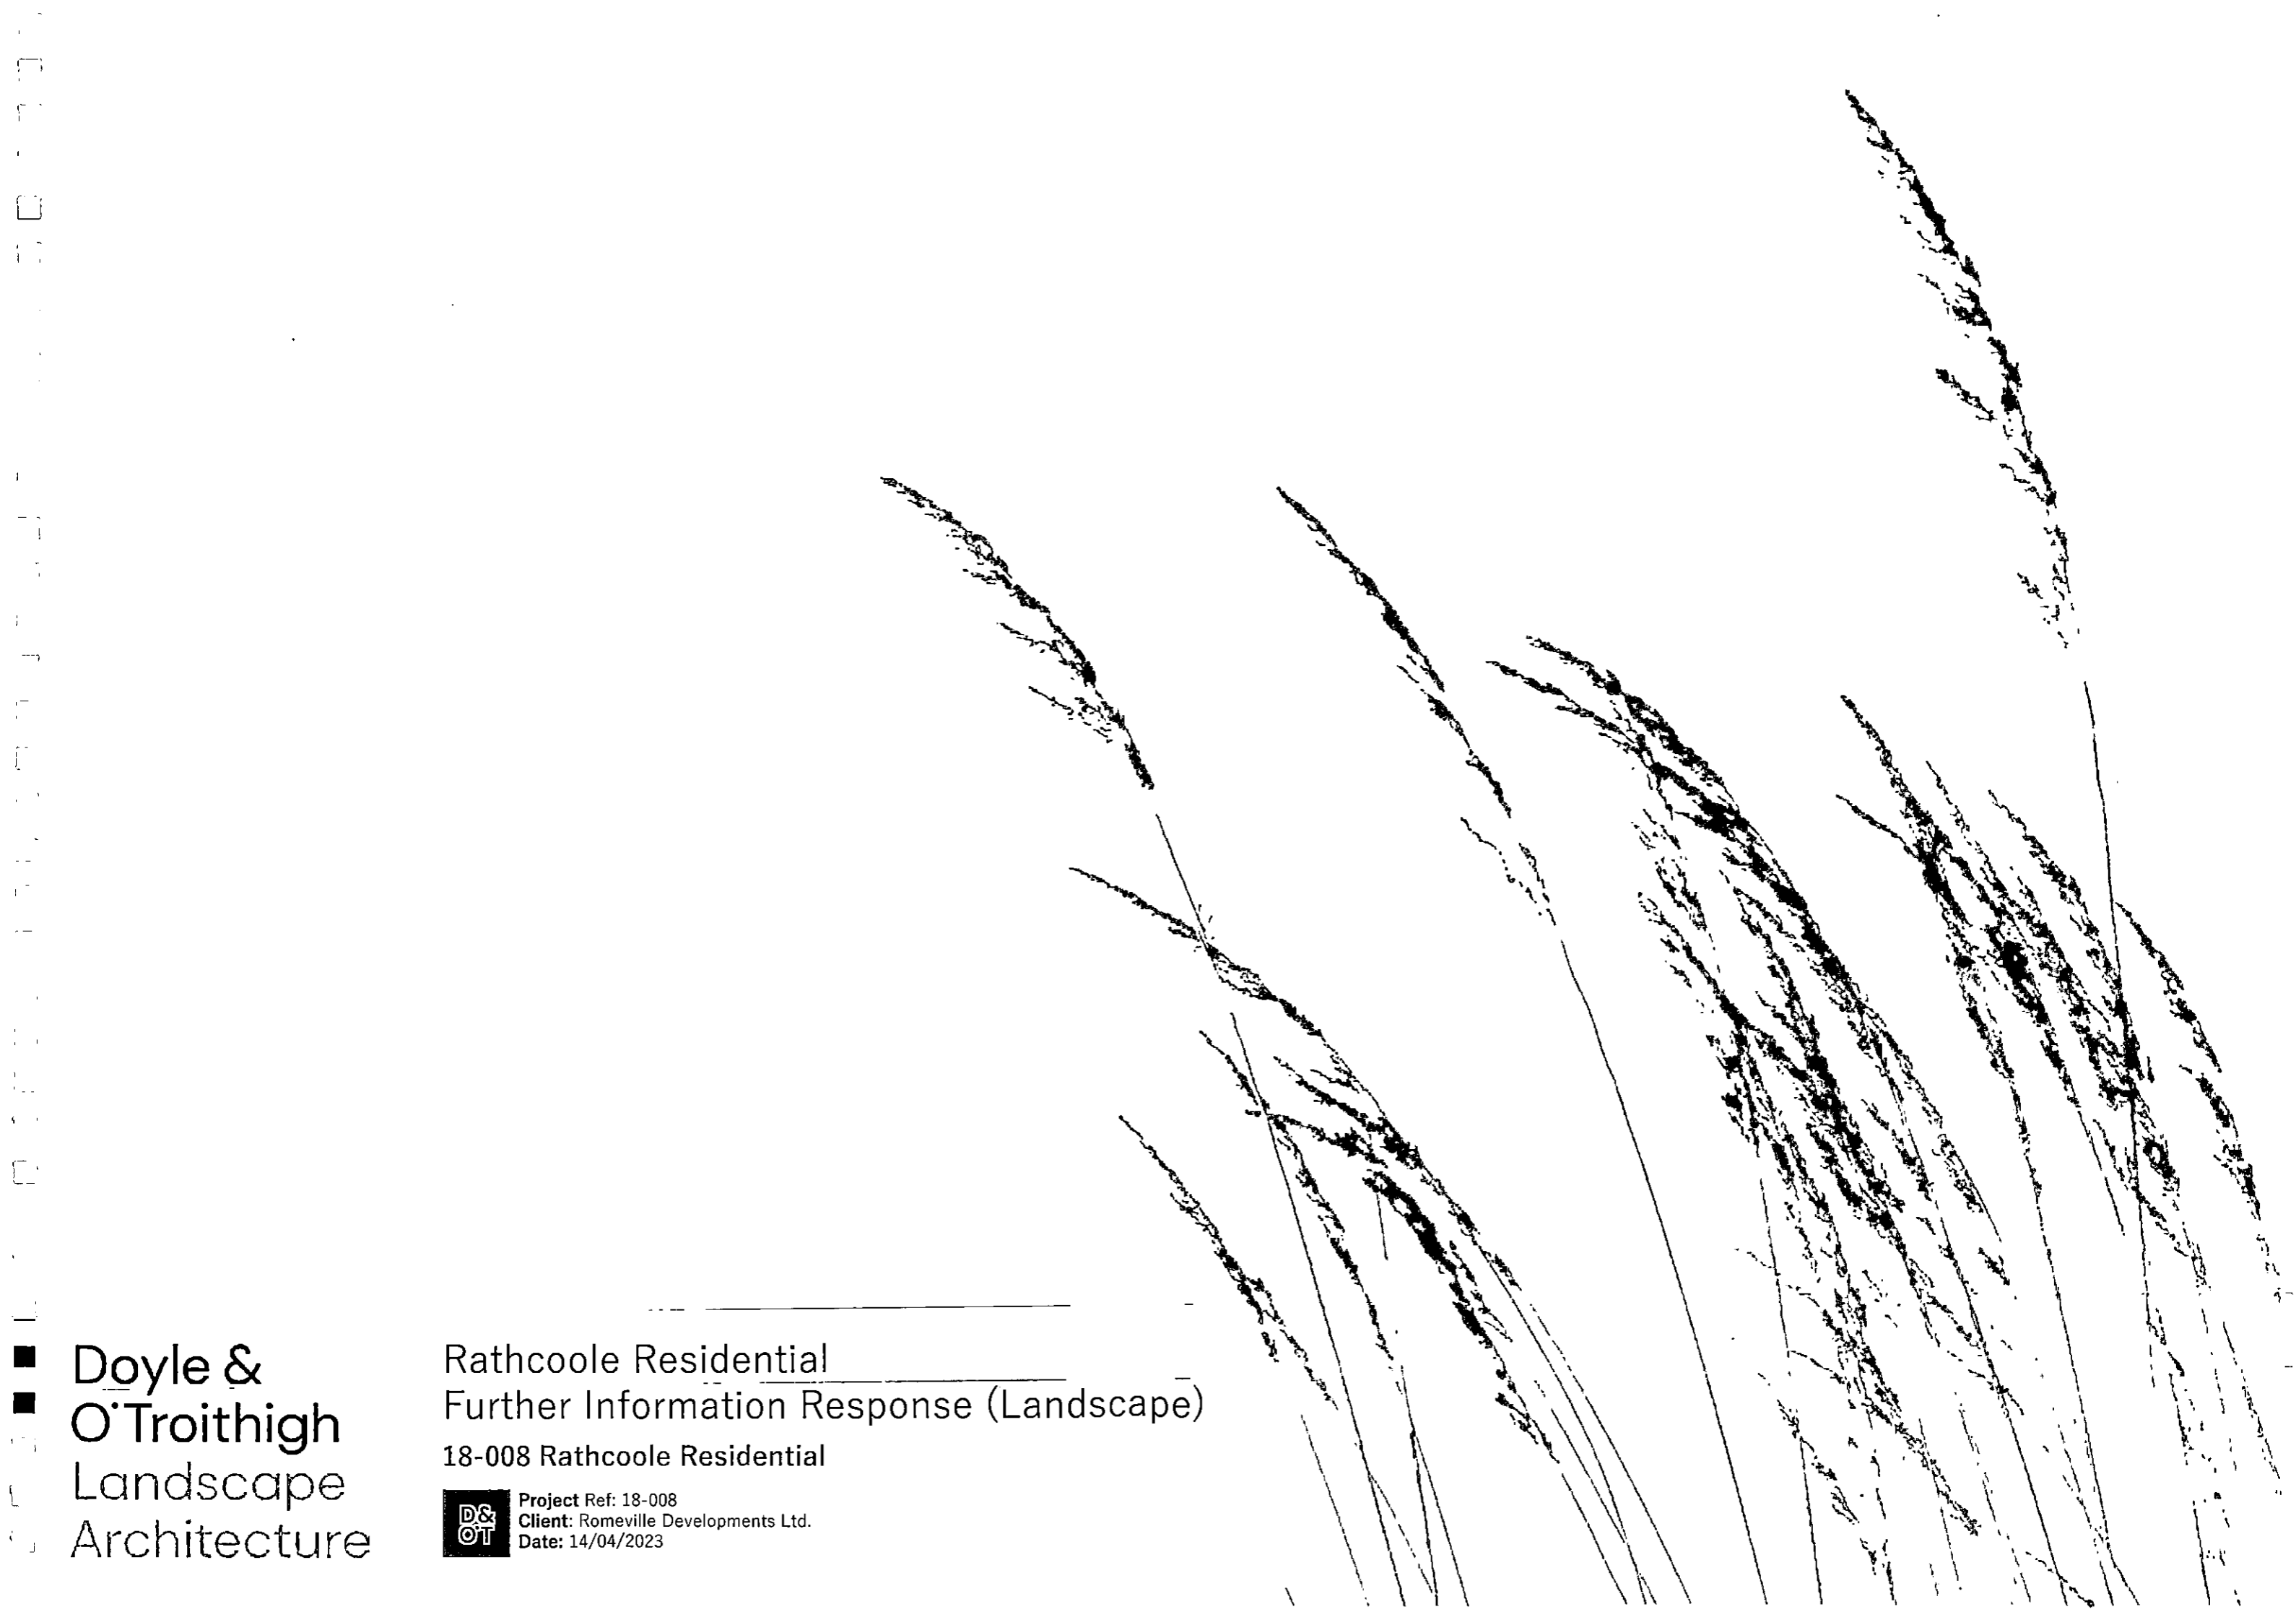 Doyle &
O'Troithigh
Landscape
Architecture
Rathcoole Residential
Further Information Response (Landscape)
18-008 Rathcoole Residential
D&
O'T
Project Ref: 18-008
Client: Romeville Developments Ltd.
Date: 14/04/2023